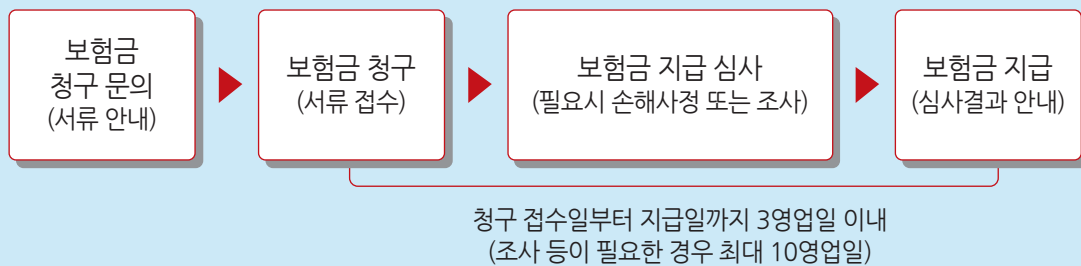 보험금
청구 문의
(서류 안내)
보험금 청구
(서류 접수)
보험금 지급 심사
(필요시 손해사정 또는 조사)
보험금 지급
(심사결과 안내)
청구 접수일부터 지급일까지 3영업일 이내
(조사 등이 필요한 경우 최대 10영업일)